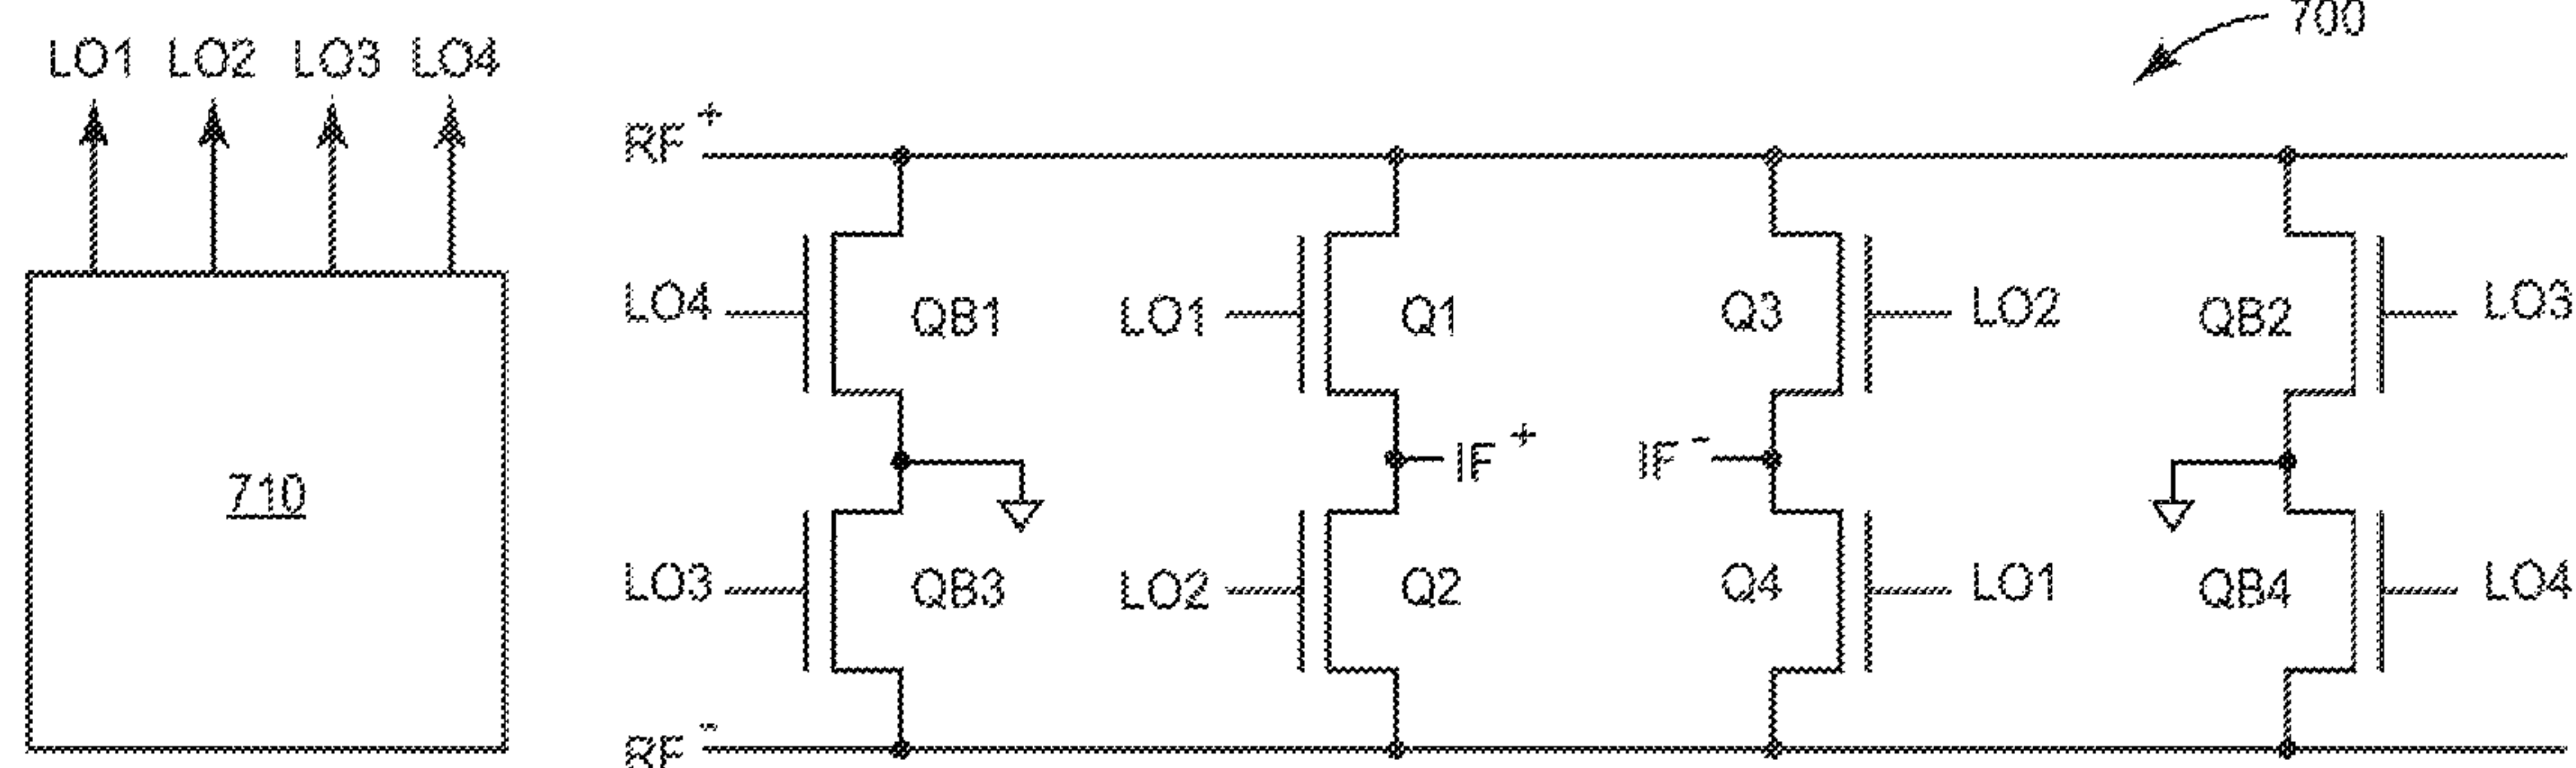 700
LO1 LO2 LO3 LO4
RF+
LO4 QB1 LO1 Q1 Q3 LO2 QB2 LO3
IF+ IF-
710
LO3 QB3 LO2 Q2 Q4 LO1 QB4 LO4
RF-